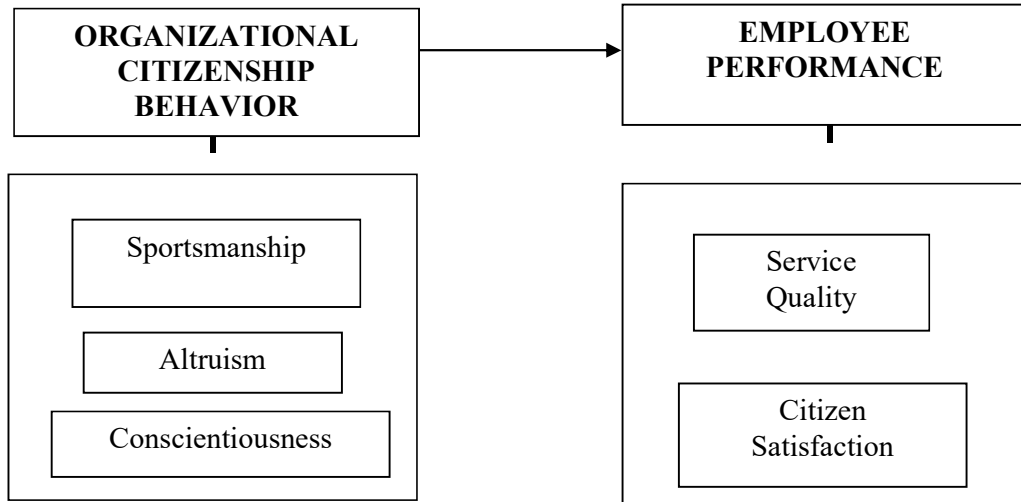 ORGANIZATIONAL
CITIZENSHIP
BEHAVIOR
EMPLOYEE
PERFORMANCE
Sportsmanship
Altruism
Conscientiousness
Service
Quality
Citizen
Satisfaction